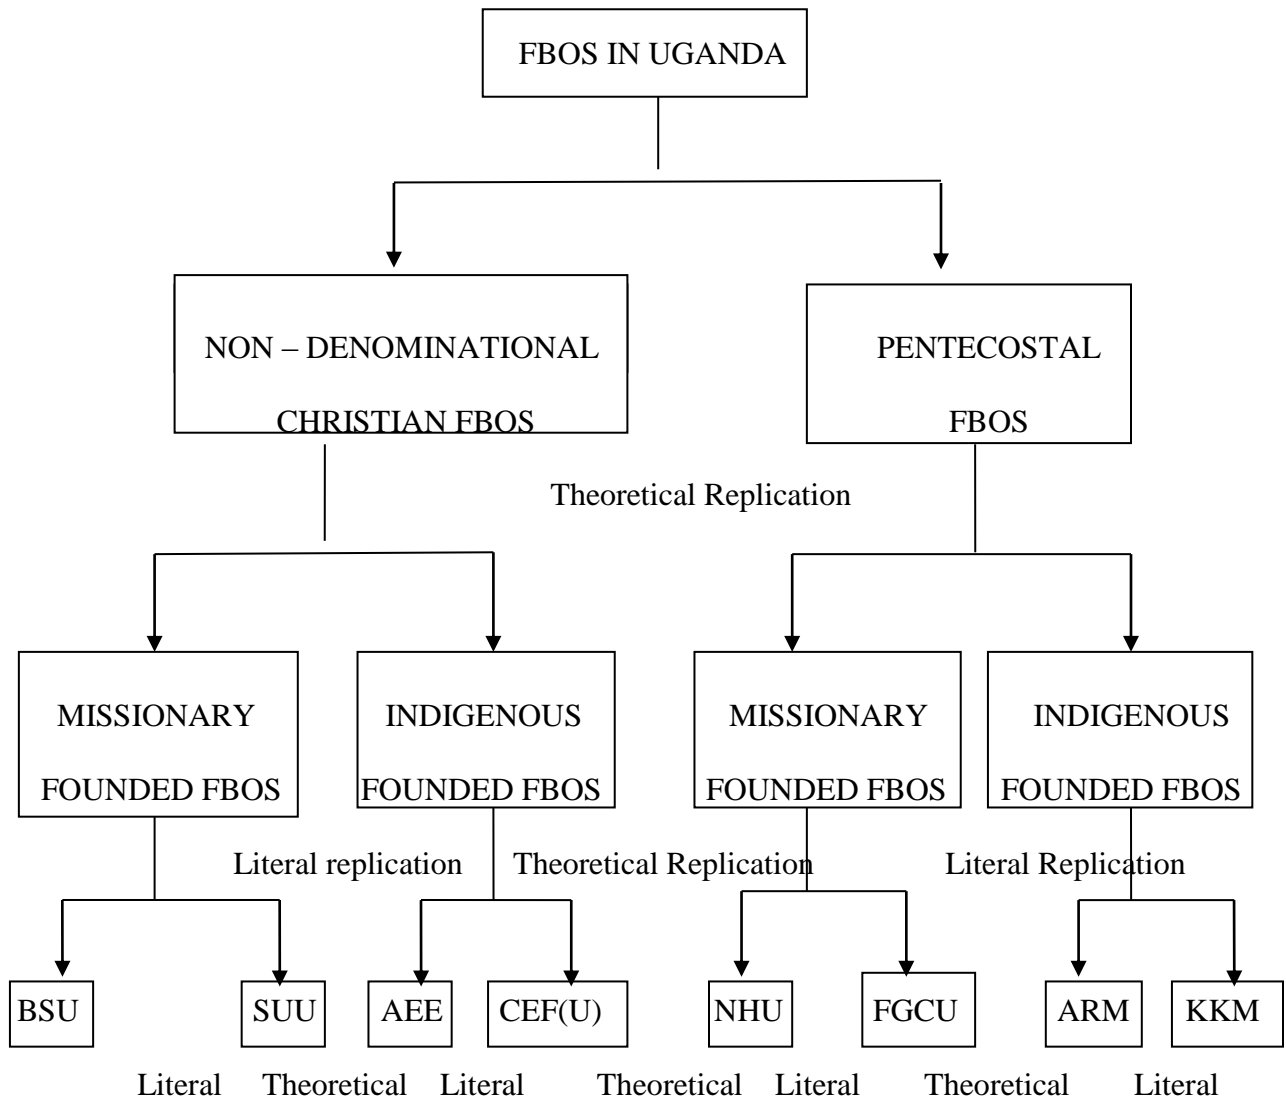 FBOS IN UGANDA
NON – DENOMINATIONAL
CHRISTIAN FBOS
PENTECOSTAL
FBOS
Theoretical Replication
MISSIONARY
FOUNDED FBOS
INDIGENOUS
FOUNDED FBOS
MISSIONARY
FOUNDED FBOS
INDIGENOUS
FOUNDED FBOS
Literal replication
Theoretical Replication
Literal Replication
BSU
SUU
AEE
CEF(U)
NHU
FGCU
ARM
KKM
Literal
Theoretical
Literal
Theoretical
Literal
Theoretical
Literal